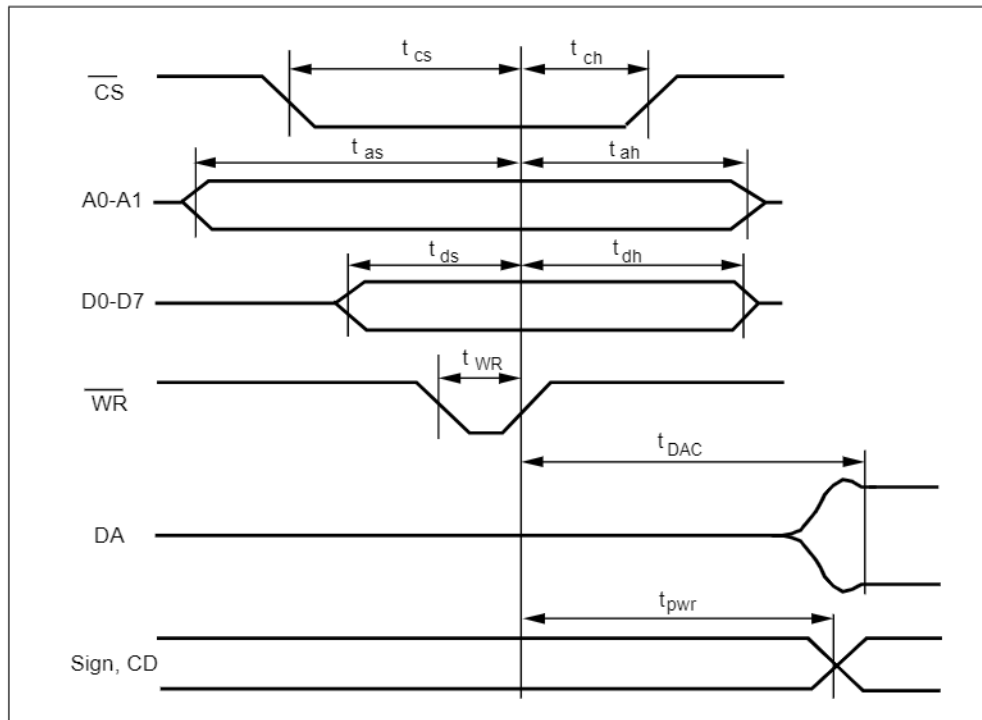 t cs
t ch
CS
t as
t ah
A0-A1
t ds
t dh
D0-D7
t WR
WR
t DAC
DA
t pwr
Sign, CD